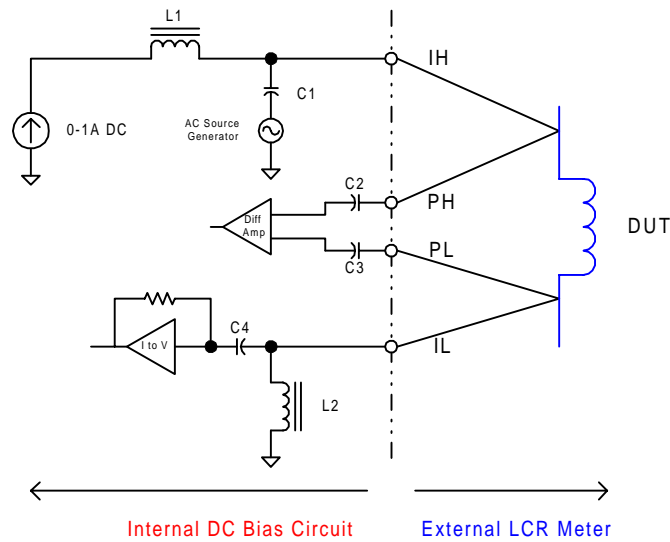 L1
IH
C1
0-1A DC
AC Source
Generator
C2
PH
Diff
Amp
DUT
PL
C3
C4
I to V
IL
L2
Internal DC Bias Circuit
External LCR Meter